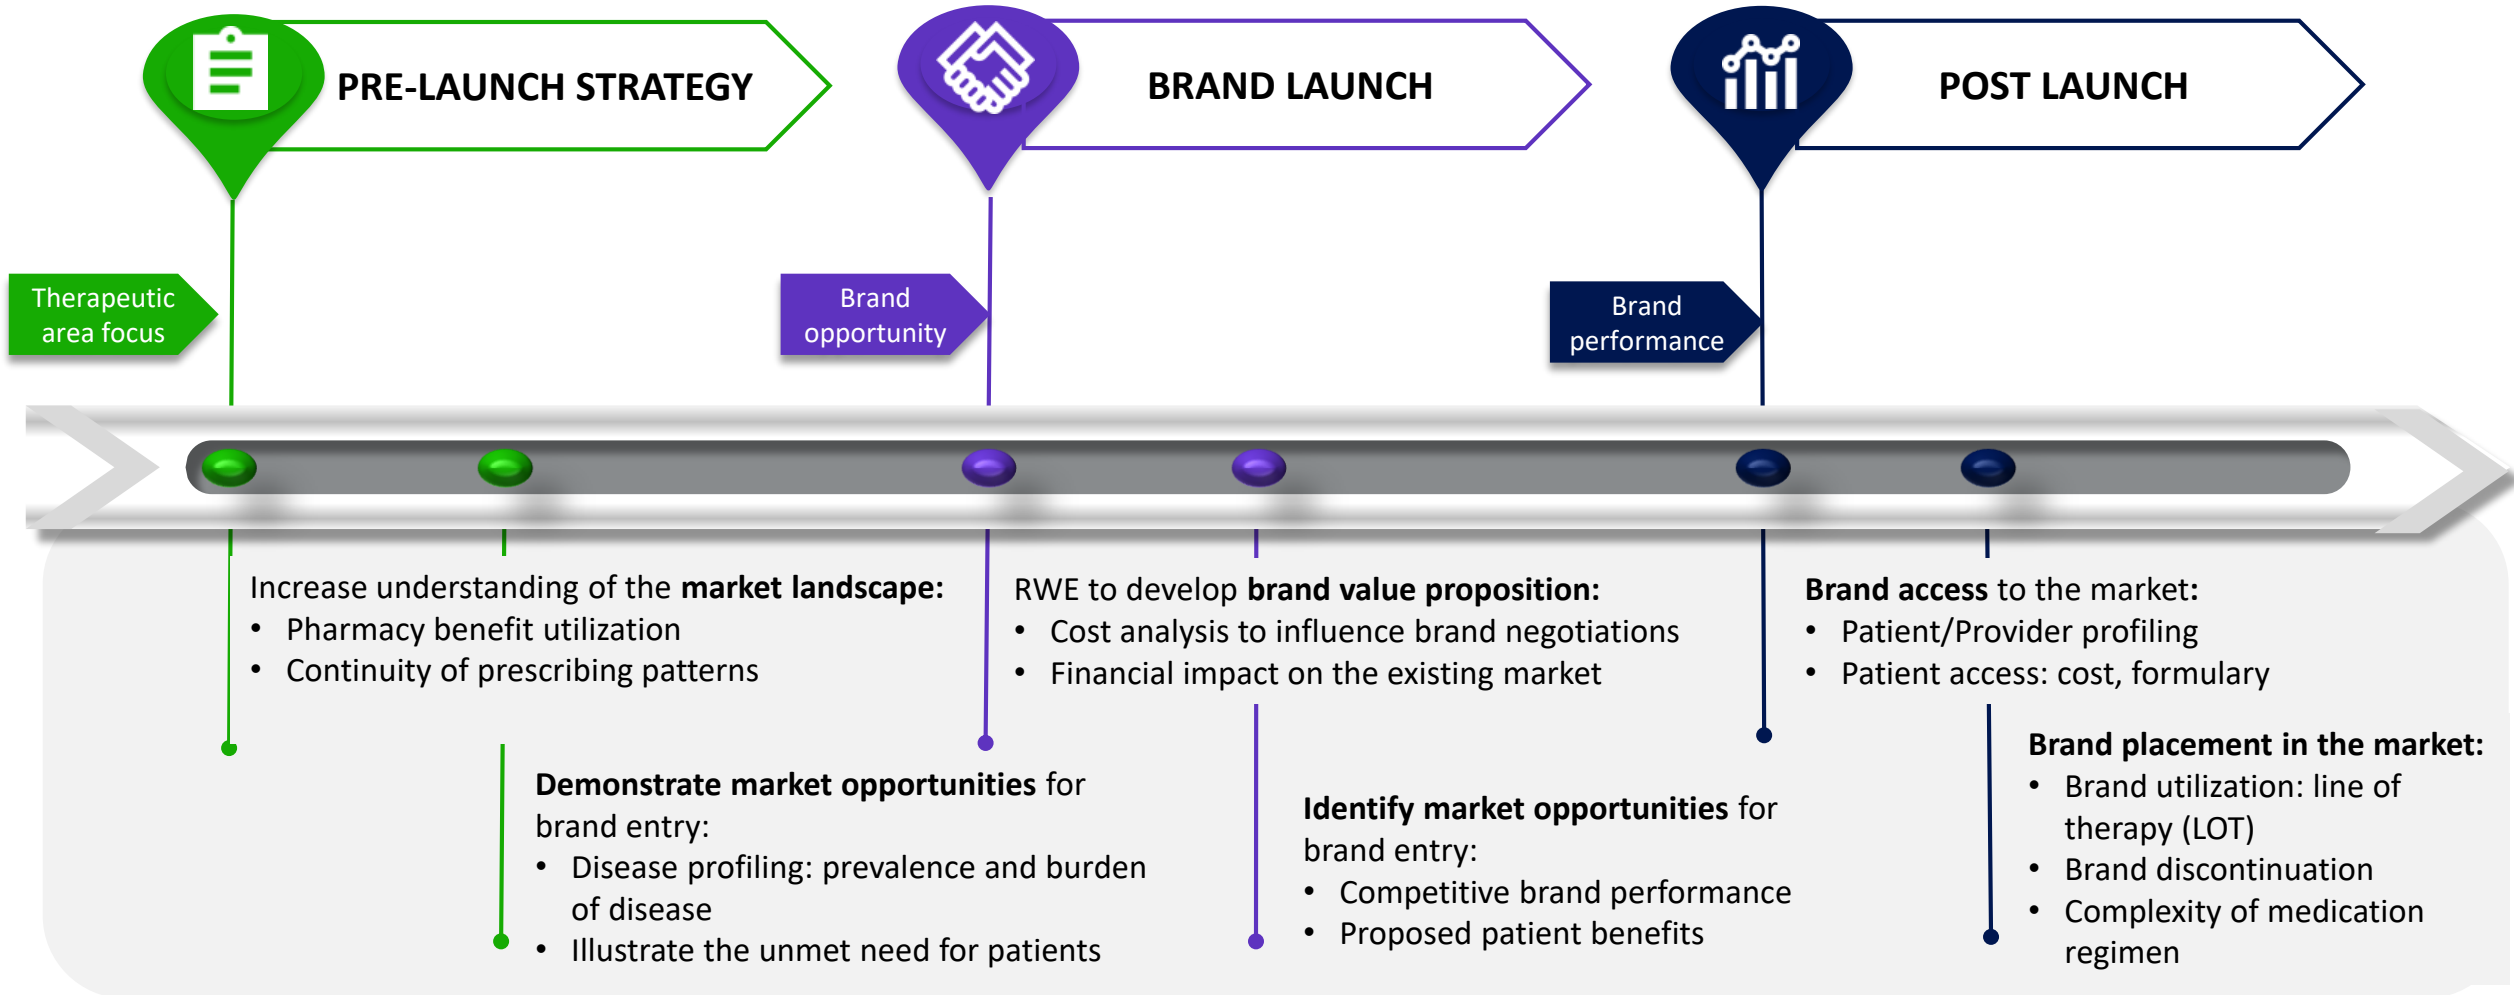 PRE-LAUNCH STRATEGY
BRAND LAUNCH
POST LAUNCH
Therapeutic
area focus
Brand
opportunity
Brand
performance
Increase understanding of the market landscape:
• Pharmacy benefit utilization
• Continuity of prescribing patterns
Demonstrate market opportunities for
brand entry:
• Disease profiling: prevalence and burden
of disease
• Illustrate the unmet need for patients
RWE to develop brand value proposition:
• Cost analysis to influence brand negotiations
• Financial impact on the existing market
Identify market opportunities for
brand entry:
• Competitive brand performance
• Proposed patient benefits
Brand access to the market:
• Patient/Provider profiling
• Patient access: cost, formulary
Brand placement in the market:
• Brand utilization: line of
therapy (LOT)
• Brand discontinuation
• Complexity of medication
regimen